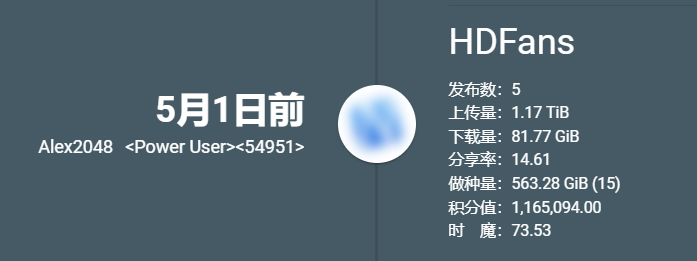 5月1日前
Alex2048 <Power User><54951>
HDFans
发布数：5
上传量：1.17 TiB
下载量：81.77 GiB
分享率：14.61
做种量：563.28 GiB (15)
积分值：1,165,094.00
时　魔：73.53